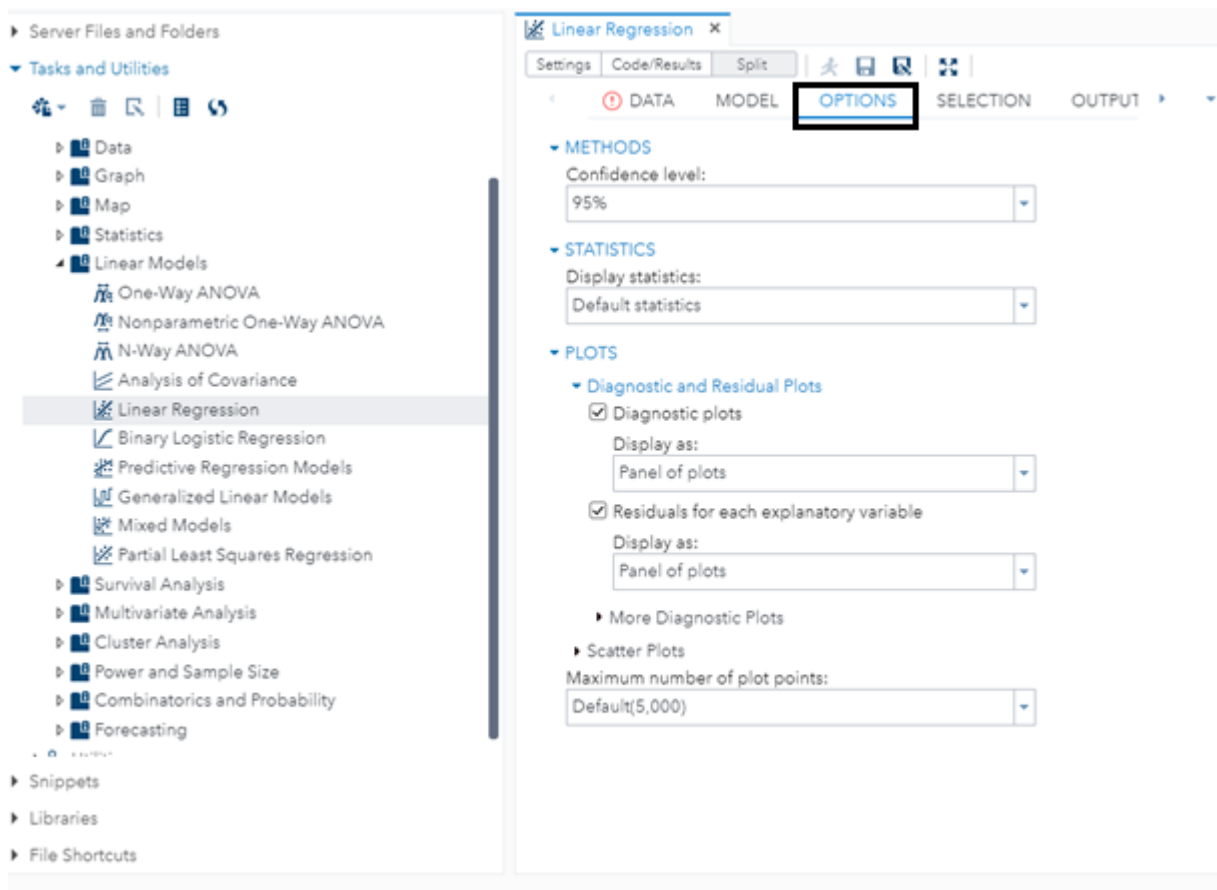 Server Files and Folders
Tasks and Utilities
Data
Graph
Map
Statistics
Linear Models
One-Way ANOVA
Nonparametric One-Way ANOVA
N-Way ANOVA
Analysis of Covariance
Linear Regression
Binary Logistic Regression
Predictive Regression Models
Generalized Linear Models
Mixed Models
Partial Least Squares Regression
Survival Analysis
Multivariate Analysis
Cluster Analysis
Power and Sample Size
Combinatorics and Probability
Forecasting
Snippets
Libraries
File Shortcuts
Linear Regression
Settings Code/Results Split
DATA MODEL OPTIONS SELECTION OUTPUT
METHODS
Confidence level:
95%
STATISTICS
Display statistics:
Default statistics
PLOTS
Diagnostic and Residual Plots
Diagnostic plots
Display as:
Panel of plots
Residuals for each explanatory variable
Display as:
Panel of plots
More Diagnostic Plots
Scatter Plots
Maximum number of plot points:
Default(5,000)